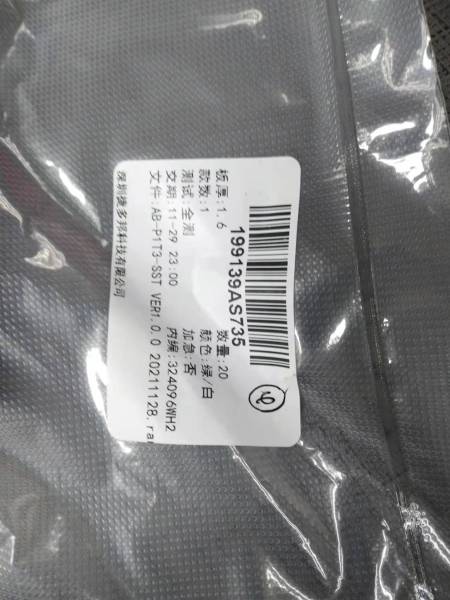 199139AS735
板厚:1.6 数量:20
款数:1 颜色:绿/白
测试:全测 加急:否
交期:11-29 23:00 内编:324096WH2
文件:AB-P1T3-SST VER1.0.0 20211128.rar
深圳捷多邦科技有限公司